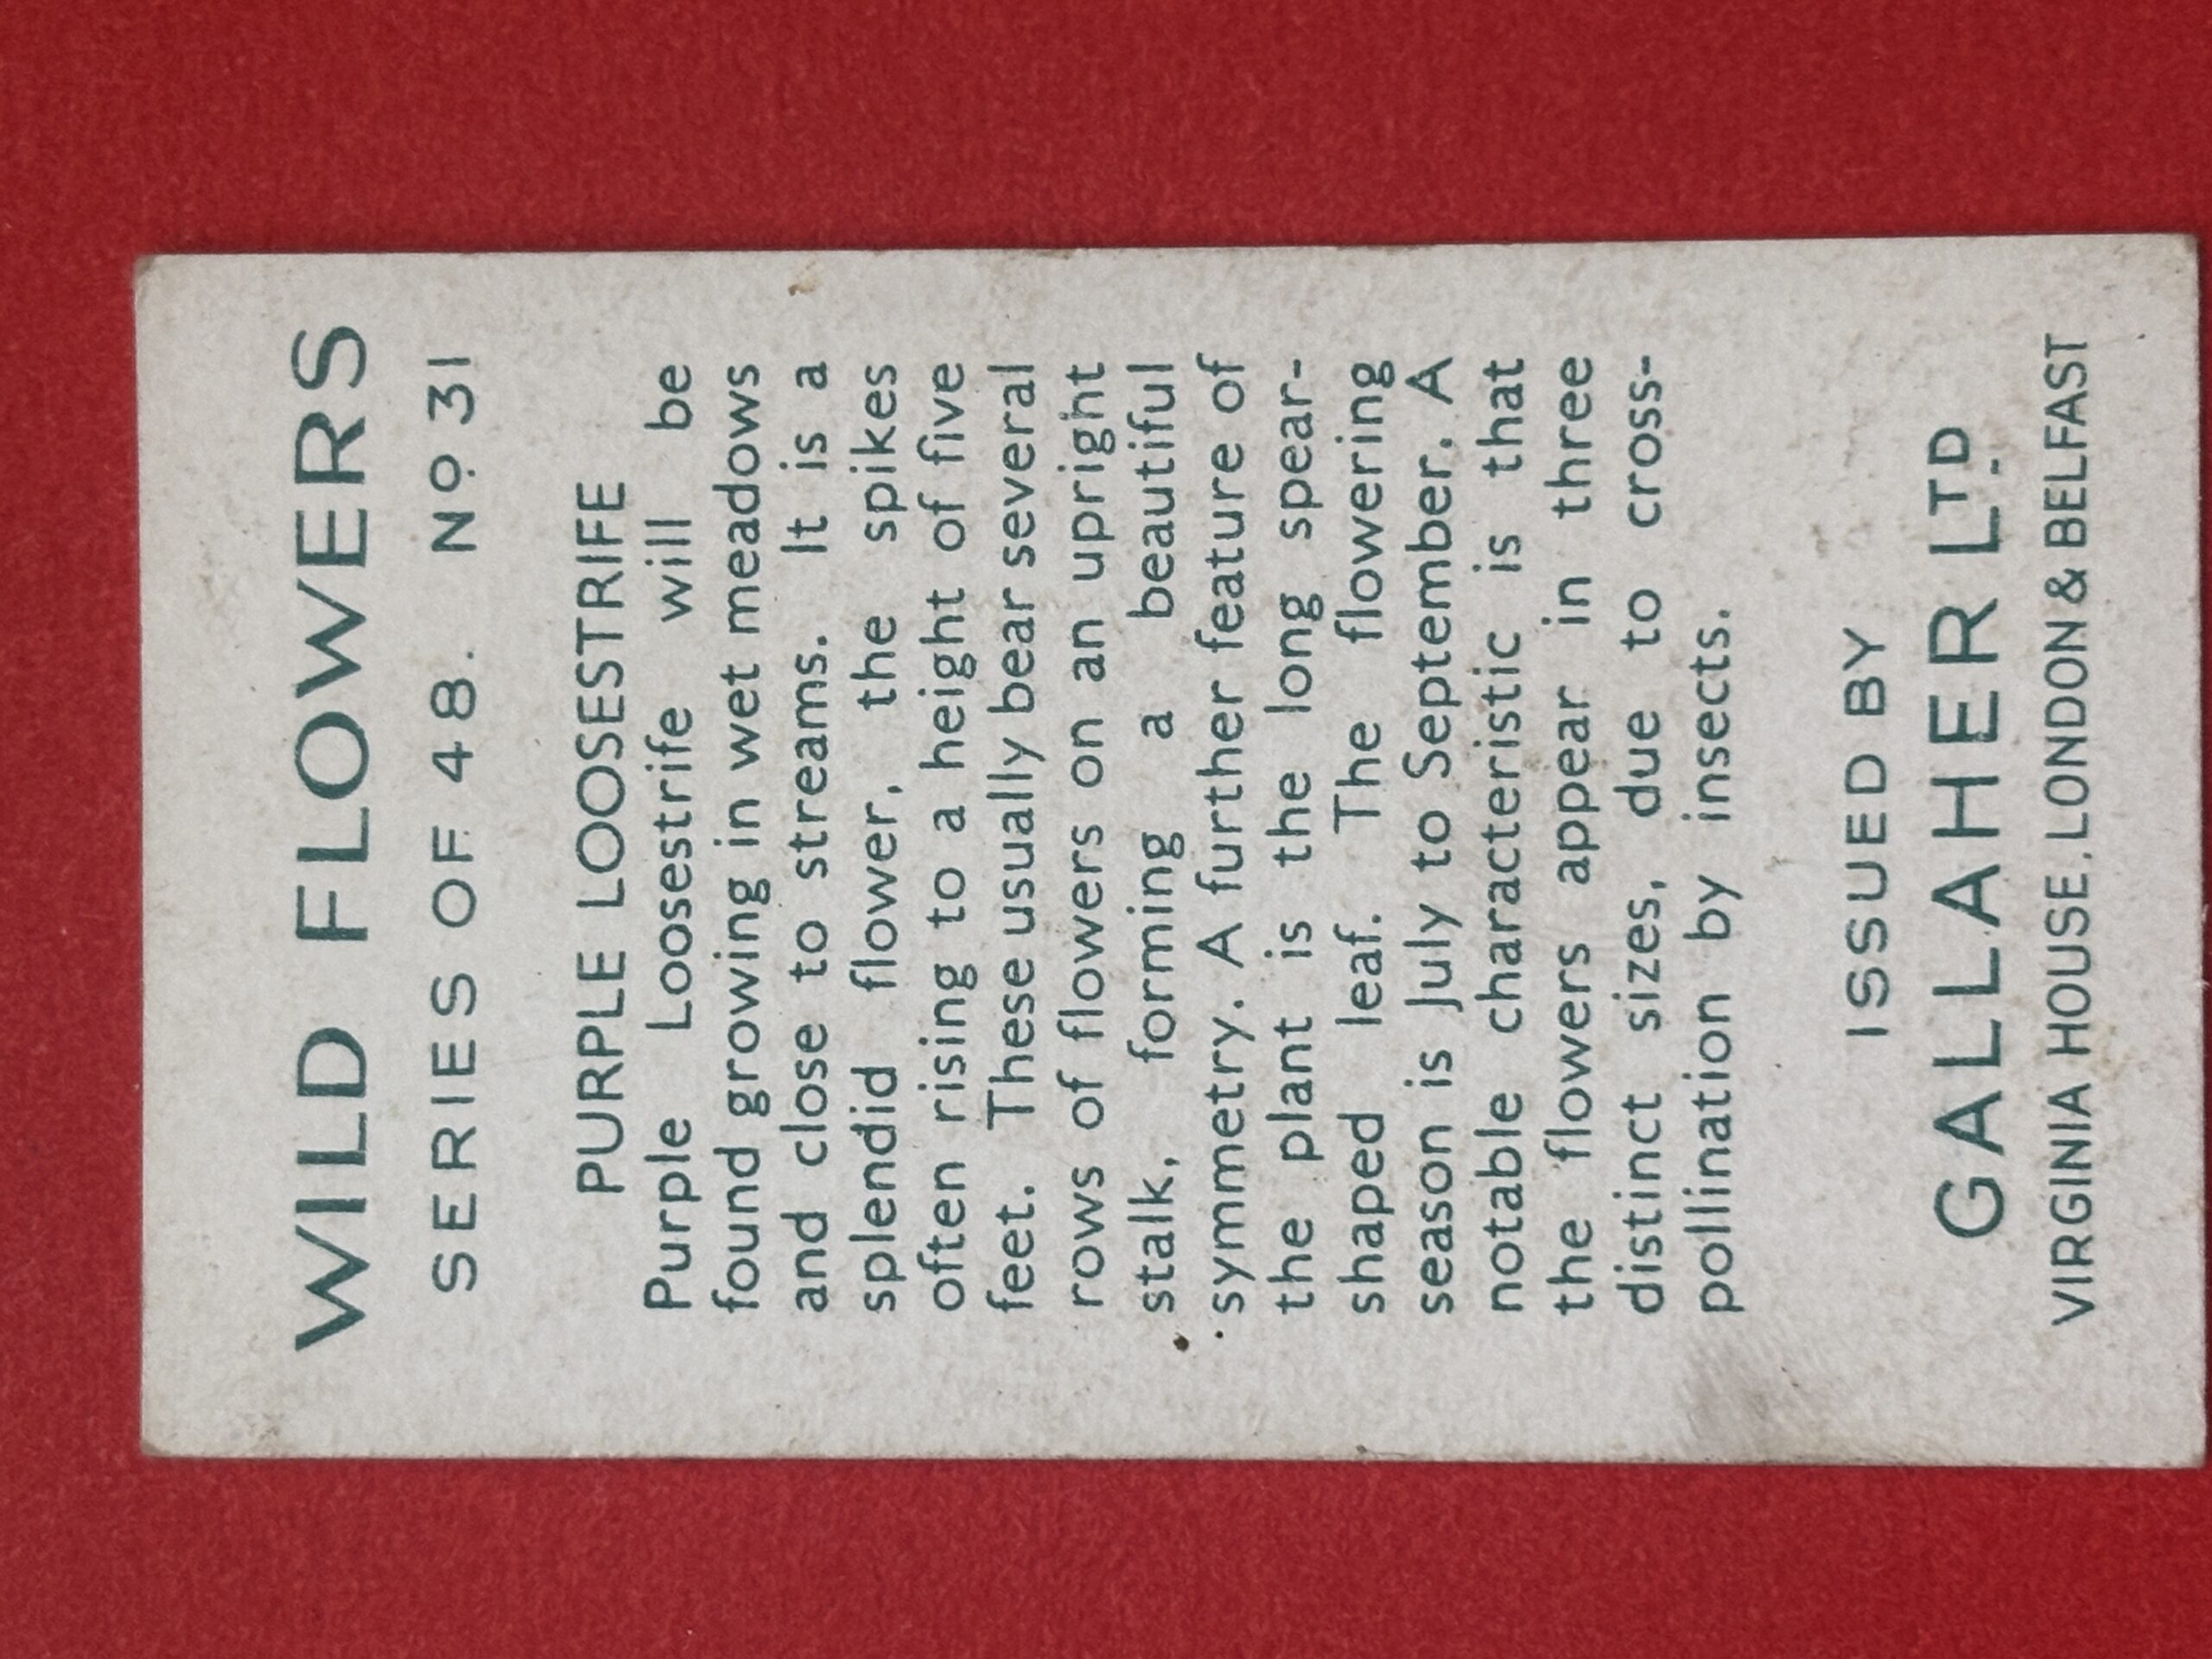 WILD FLOWERS
SERIES OF 48. Nº 31
PURPLE LOOSESTRIFE
Purple Loosestrife will be
found growing in wet meadows
and close to streams. It is a
splendid flower, the spikes
often rising to a height of five
feet. These usually bear several
rows of flowers on an upright
stalk, forming a beautiful
symmetry. A further feature of
the plant is the long spear-
shaped leaf. The flowering
season is July to September. A
notable characteristic is that
the flowers appear in three
distinct sizes, due to cross-
pollination by insects.
ISSUED BY
GALLAHER LTD
VIRGINIA HOUSE, LONDON & BELFAST